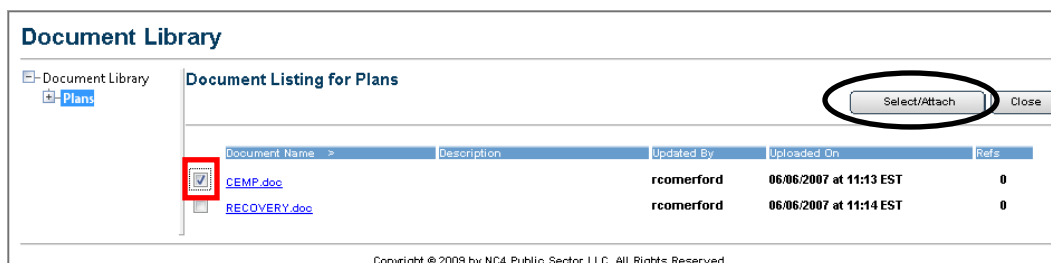 Document Library
Document Library
Plans
Document Listing for Plans
Select/Attach Close
Document Name > Description Updated By Uploaded On Refs
CEMP.doc rcomerford 06/06/2007 at 11:13 EST 0
RECOVERY.doc rcomerford 06/06/2007 at 11:14 EST 0
Copyright © 2009 by NC4 Public Sector LLC. All Rights Reserved